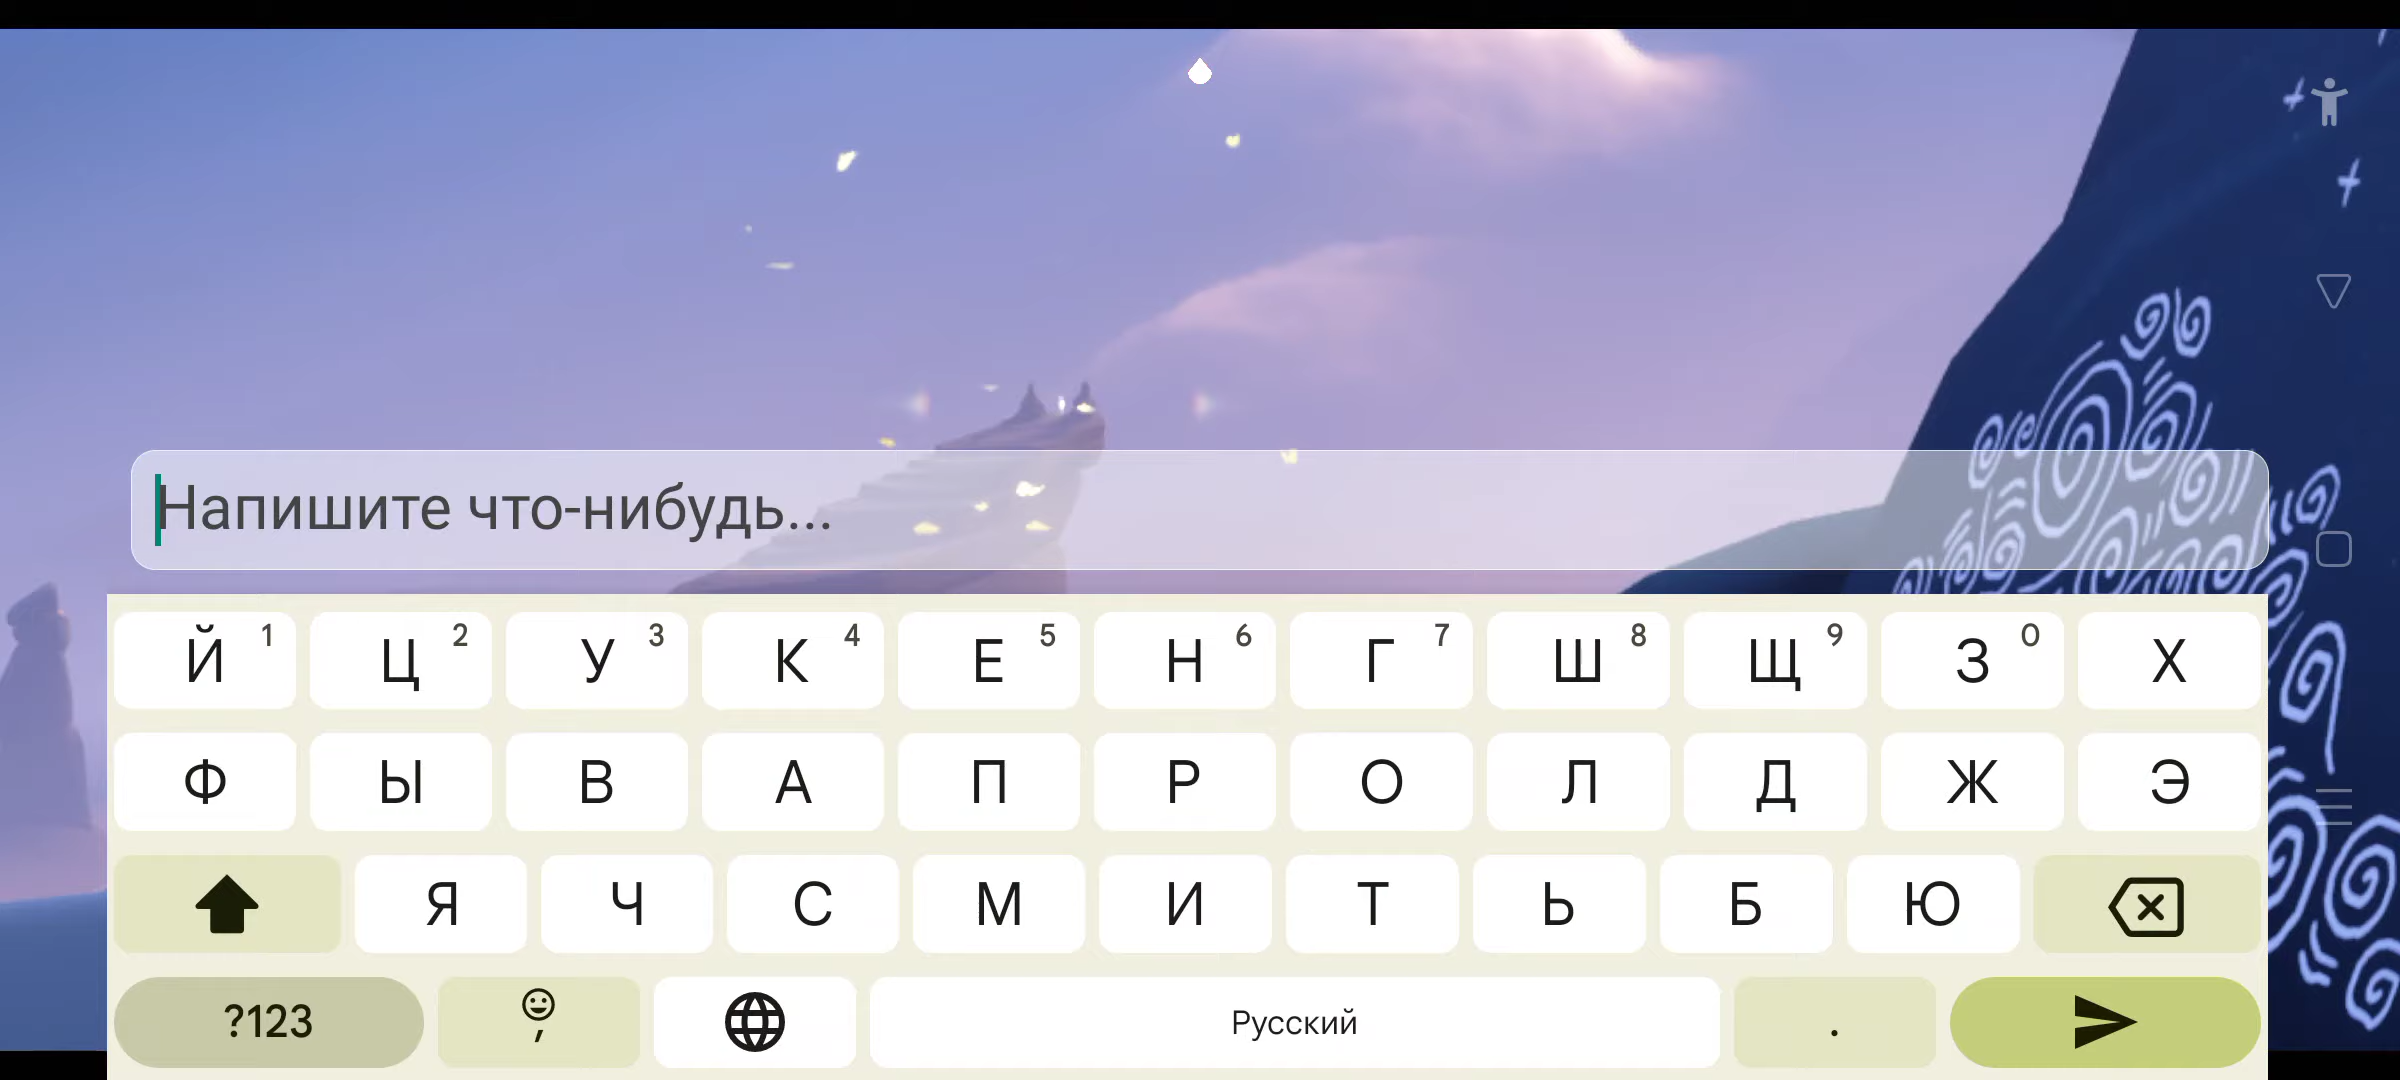 Напишите что-нибудь...
Й 1 Ц 2 У 3 К 4 Е 5 Н 6 Г 7 Ш 8 Щ 9 З 0 Х
Ф Ы В А П Р О Л Д Ж Э
Я Ч С М И Т Ь Б Ю
?123 , Русский .